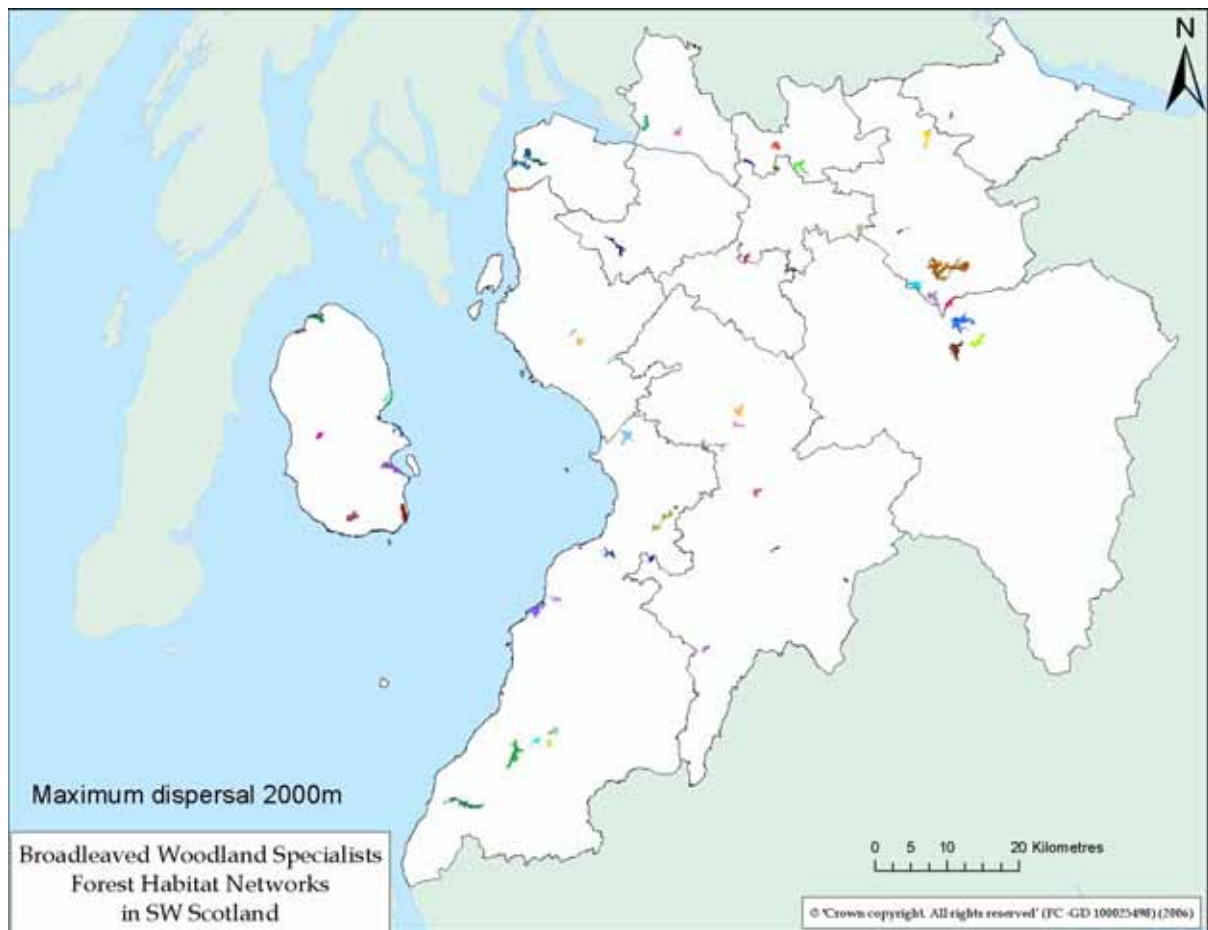 N
Maximum dispersal 2000m
Broadleaved Woodland Specialists
Forest Habitat Networks
in SW Scotland
0 5 10 20 Kilometres
© 'Crown copyright. All rights reserved' (FC -GD 100025498) (2006)